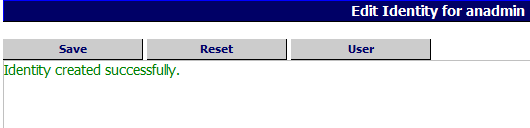 Edit Identity for anadmin
Save Reset User
Identity created successfully.